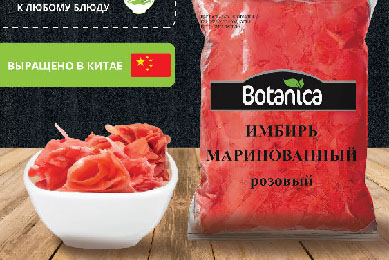 К ЛЮБОМУ БЛЮДУ
ВЫРАЩЕНО В КИТАЕ
Botanica
ИМБИРЬ
МАРИНОВАННЫЙ
розовый